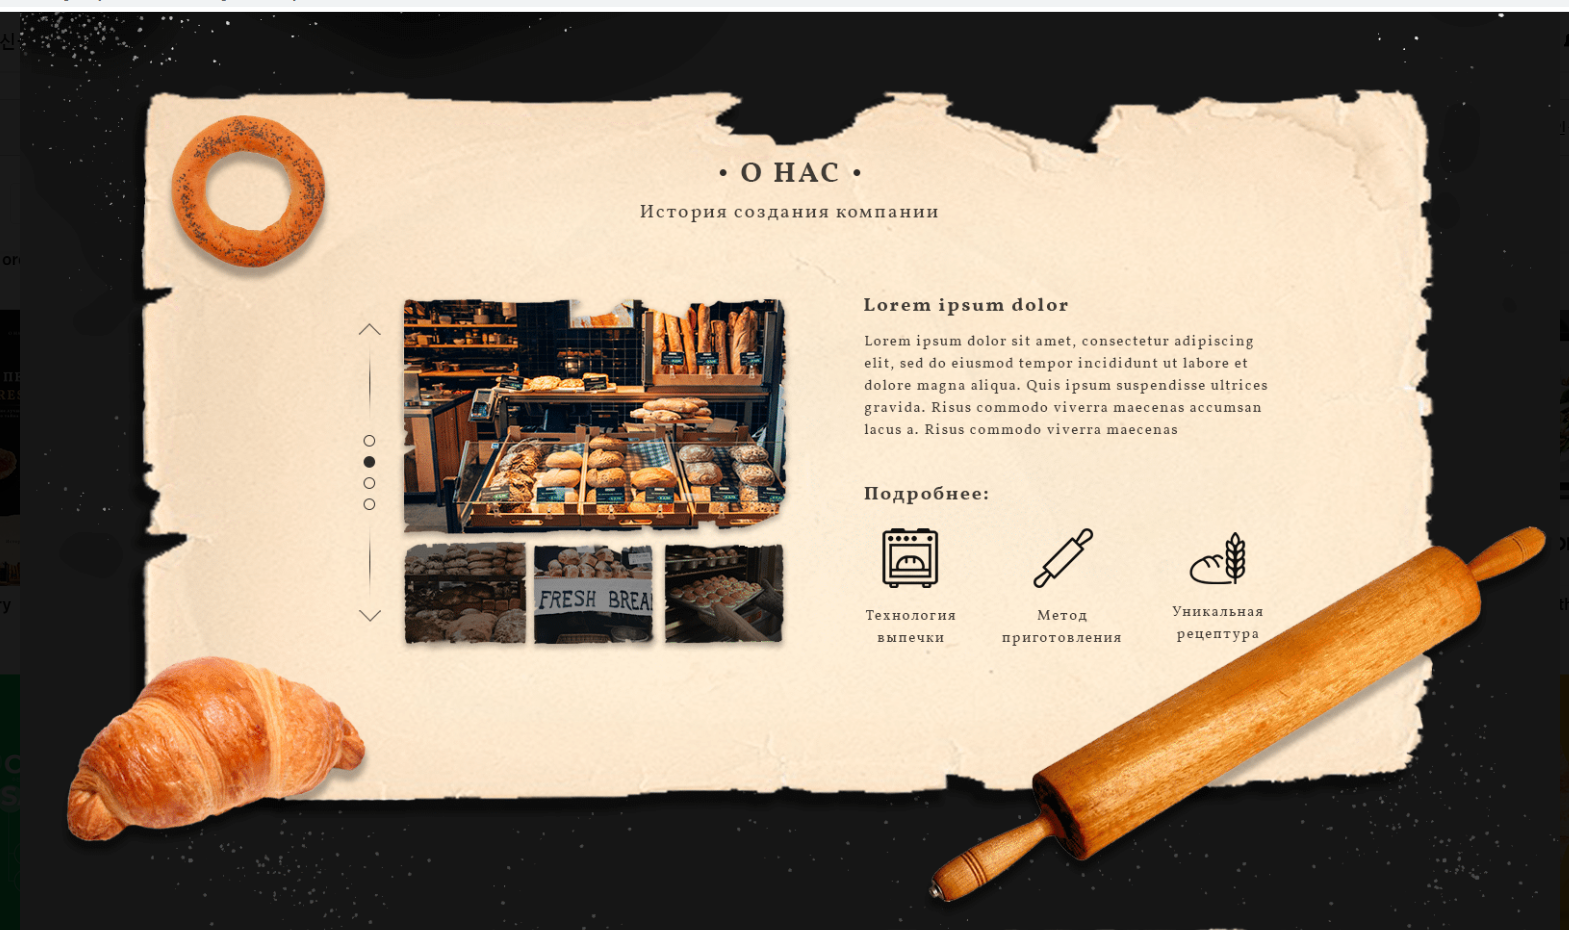 • О НАС •
История создания компании
Lorem ipsum dolor
Lorem ipsum dolor sit amet, consectetur adipiscing
elit, sed do eiusmod tempor incididunt ut labore et
dolore magna aliqua. Quis ipsum suspendisse ultrices
gravida. Risus commodo viverra maecenas accumsan
lacus a. Risus commodo viverra maecenas
FRESH BREA
Подробнее:
Технология
выпечки
Метод
приготовления
Уникальная
рецептура